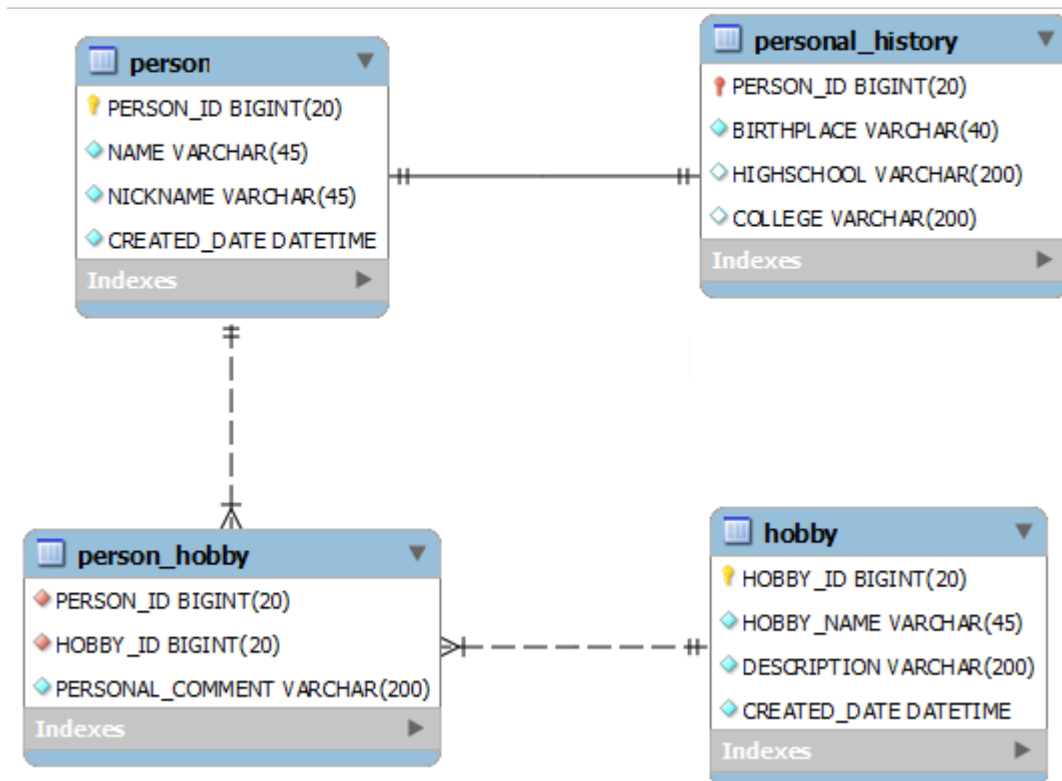 person
PERSON_ID BIGINT(20)
NAME VARCHAR(45)
NICKNAME VARCHAR(45)
CREATED_DATE DATETIME
Indexes
personal_history
PERSON_ID BIGINT(20)
BIRTHPLACE VARCHAR(40)
HIGHSCHOOL VARCHAR(200)
COLLEGE VARCHAR(200)
Indexes
person_hobby
PERSON_ID BIGINT(20)
HOBBY_ID BIGINT(20)
PERSONAL_COMMENT VARCHAR(200)
Indexes
hobby
HOBBY_ID BIGINT(20)
HOBBY_NAME VARCHAR(45)
DESCRIPTION VARCHAR(200)
CREATED_DATE DATETIME
Indexes